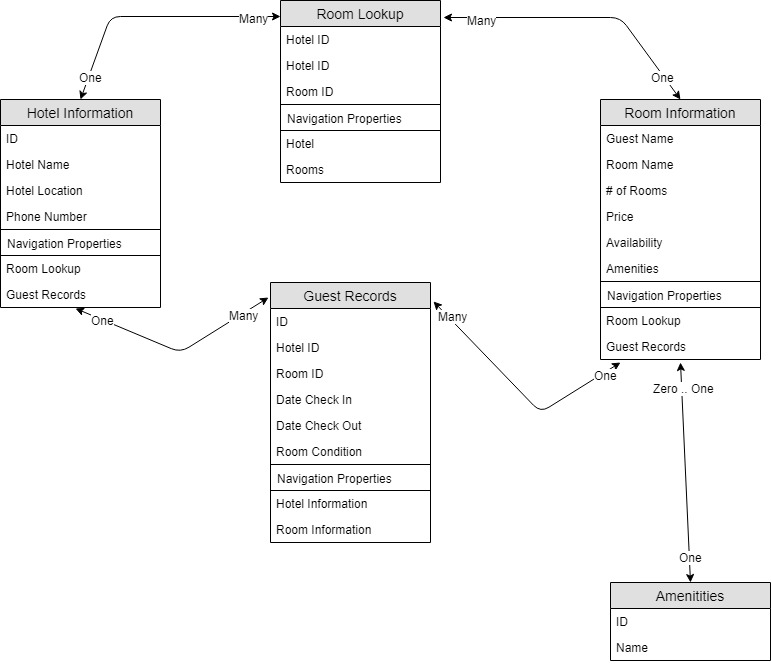 Room Lookup
Hotel ID
Hotel ID
Room ID
Navigation Properties
Hotel
Rooms
Many
One
Many
One
Hotel Information
ID
Hotel Name
Hotel Location
Phone Number
Navigation Properties
Room Lookup
Guest Records
Room Information
Guest Name
Room Name
# of Rooms
Price
Availability
Amenities
Navigation Properties
Room Lookup
Guest Records
One
Many
Guest Records
ID
Hotel ID
Room ID
Date Check In
Date Check Out
Room Condition
Navigation Properties
Hotel Information
Room Information
Many
One
Zero .. One
One
Amenitities
ID
Name